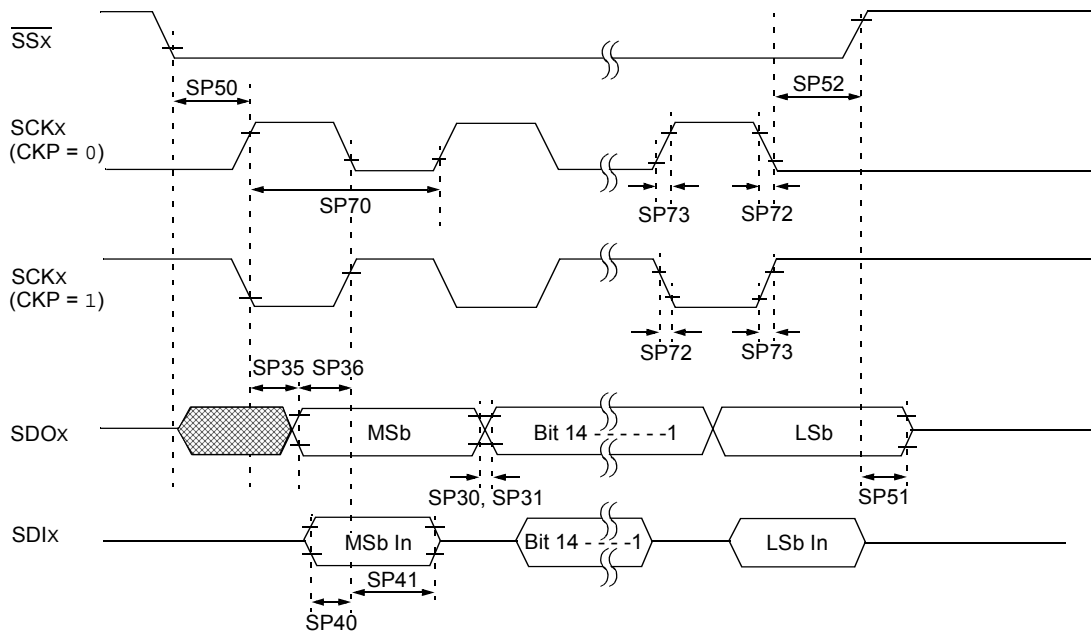 SSx
SP50
SP52
SCKx
(CKP = 0)
SP70
SP73
SP72
SCKx
(CKP = 1)
SP72
SP73
SP35
SP36
SDOx
MSb
Bit 14 - - - - - -1
LSb
SP30, SP31
SP51
SDIx
MSb In
Bit 14 - - - -1
LSb In
SP41
SP40